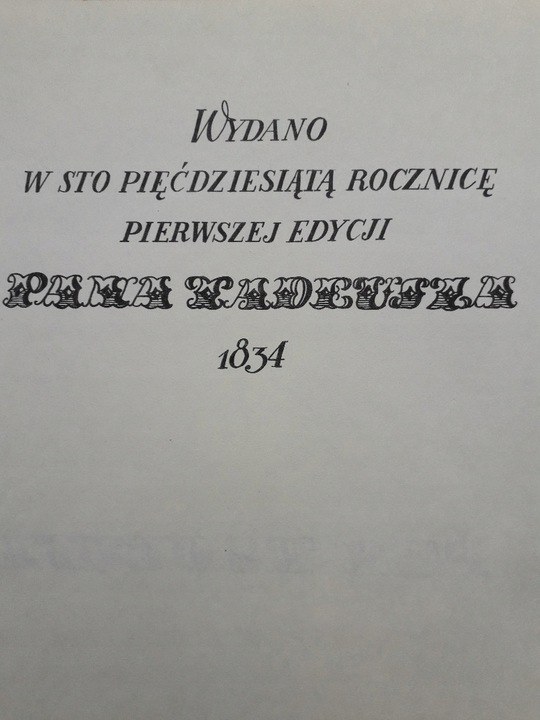 WYDANO
W STO PIĘĆDZIESIĄTĄ ROCZNICĘ
PIERWSZEJ EDYCJI
PANA TADEUSZA
1834